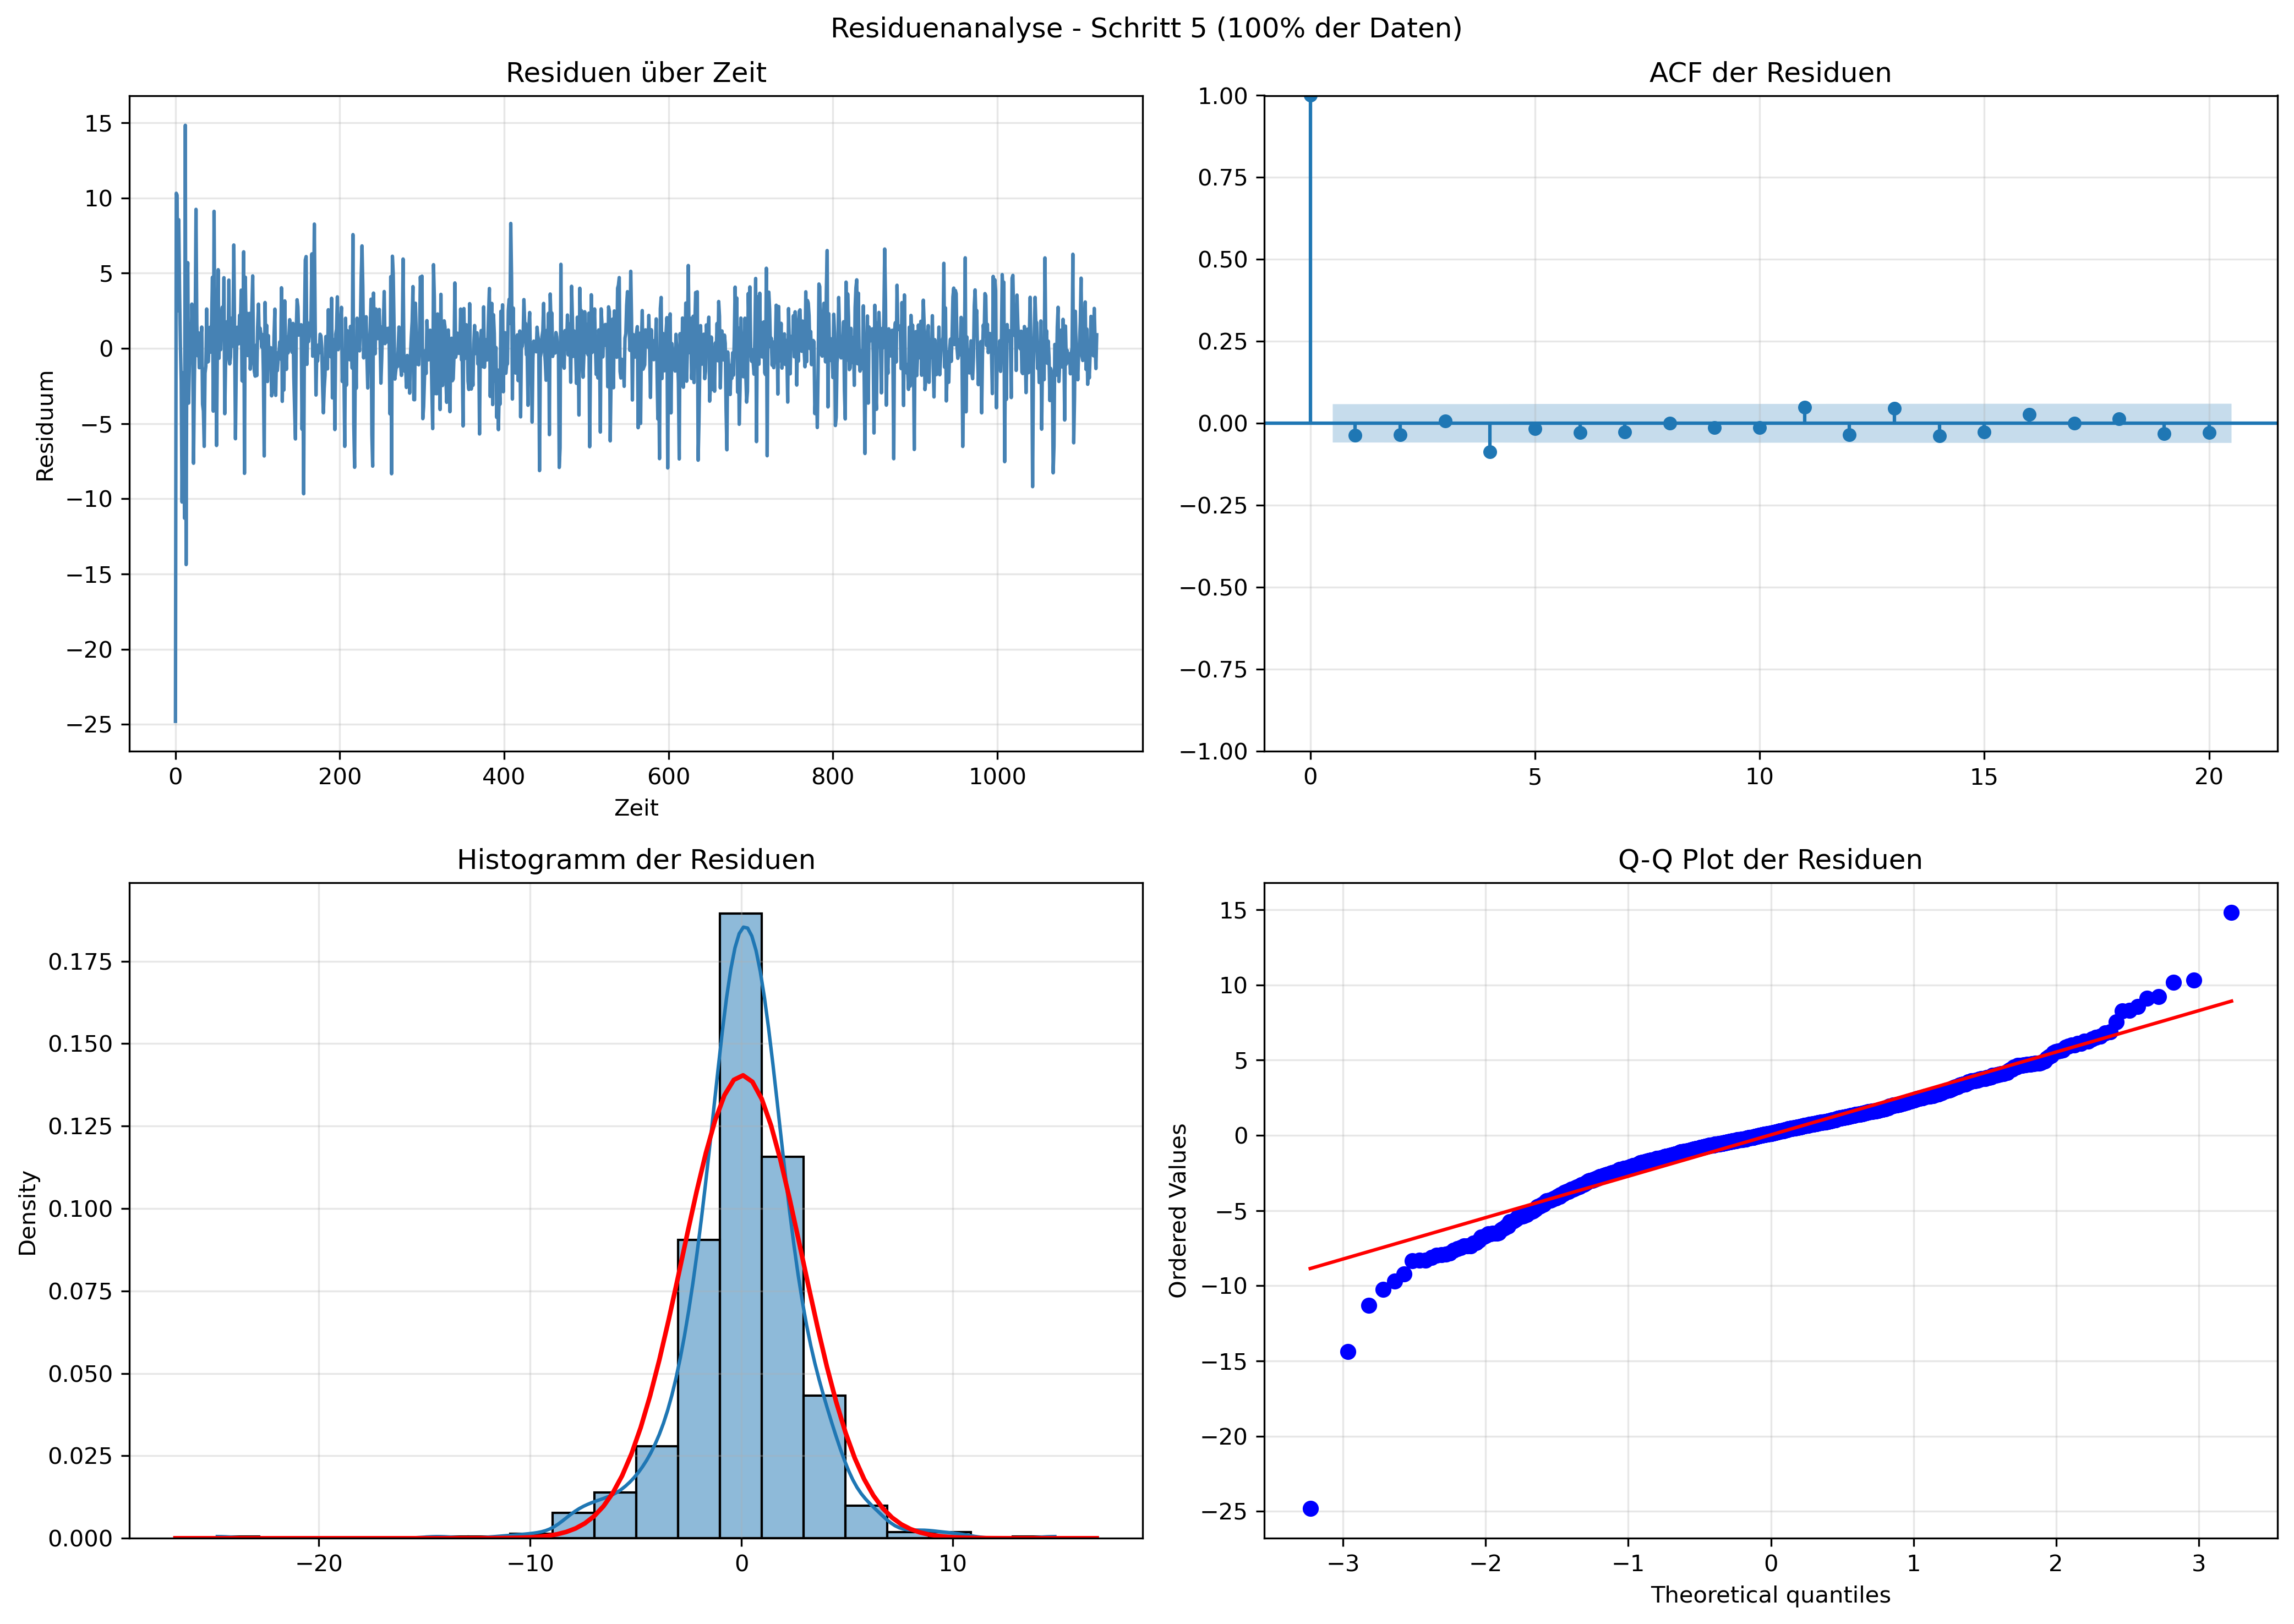 Residuenanalyse - Schritt 5 (100% der Daten)
Residuen über Zeit
15
10
5
0
−5
−10
−15
−20
−25
Residuum
0 200 400 600 800 1000
Zeit
ACF der Residuen
1.00
0.75
0.50
0.25
0.00
−0.25
−0.50
−0.75
−1.00
0 5 10 15 20
Histogramm der Residuen
0.175
0.150
0.125
0.100
0.075
0.050
0.025
0.000
Density
−20 −10 0 10
Q-Q Plot der Residuen
15
10
5
0
−5
−10
−15
−20
−25
Ordered Values
−3 −2 −1 0 1 2 3
Theoretical quantiles